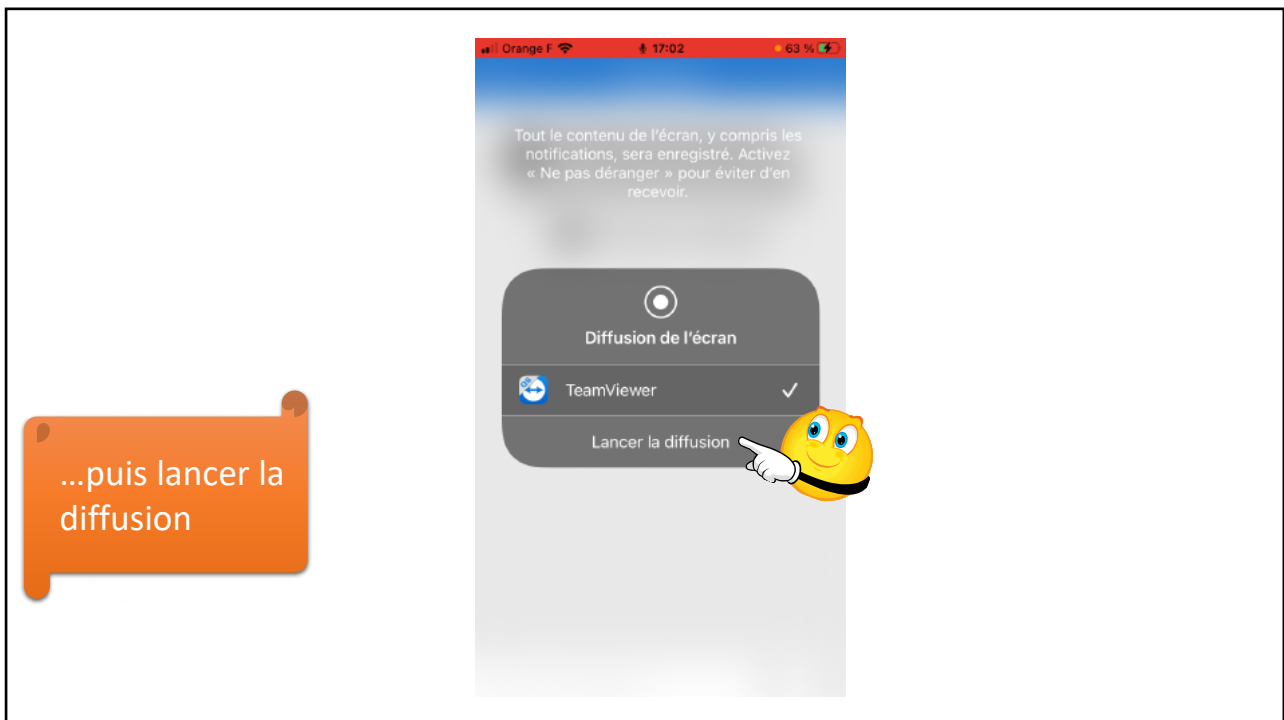 Orange F 17:02 63 %
Tout le contenu de l'écran, y compris les
notifications, sera enregistré. Activez
« Ne pas déranger » pour éviter d'en
recevoir.
Diffusion de l'écran
TeamViewer
Lancer la diffusion
...puis lancer la
diffusion